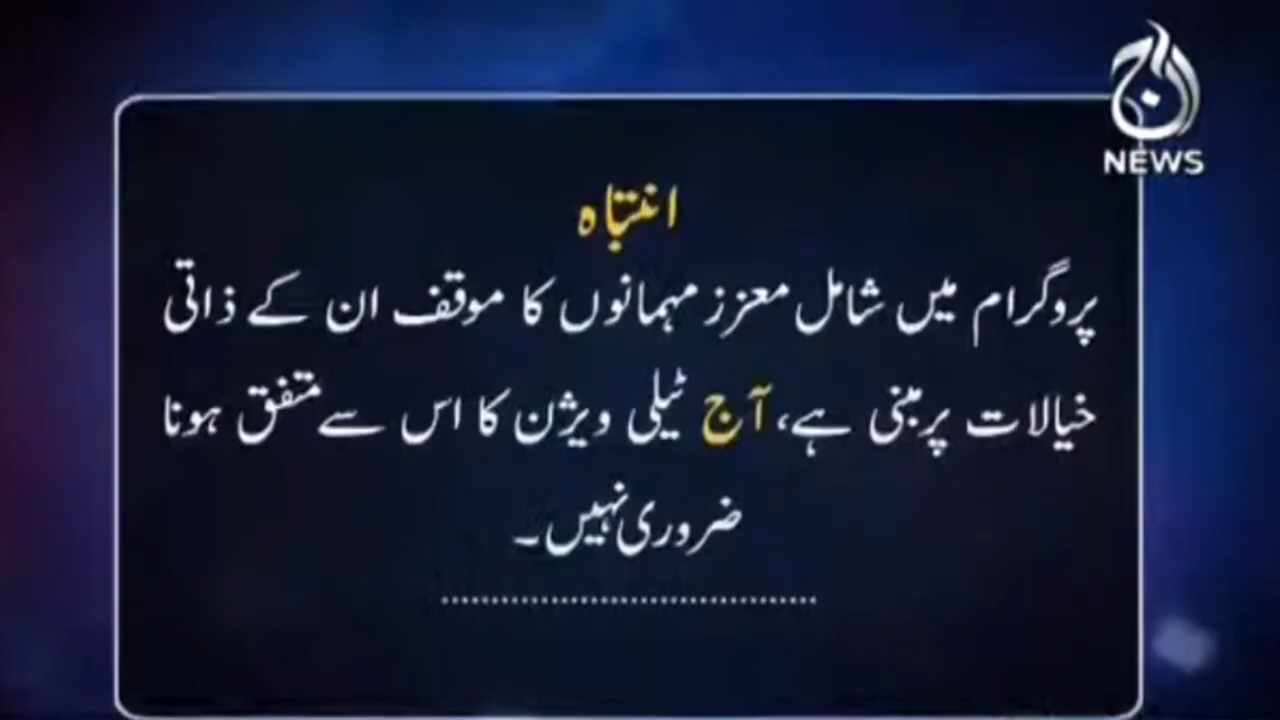 آج
NEWS
انتباہ
پروگرام میں شامل معزز مہمانوں کا موقف ان کے ذاتی
خیالات پر مبنی ہے، آج ٹیلی ویژن کا اس سے متفق ہونا
ضروری نہیں۔